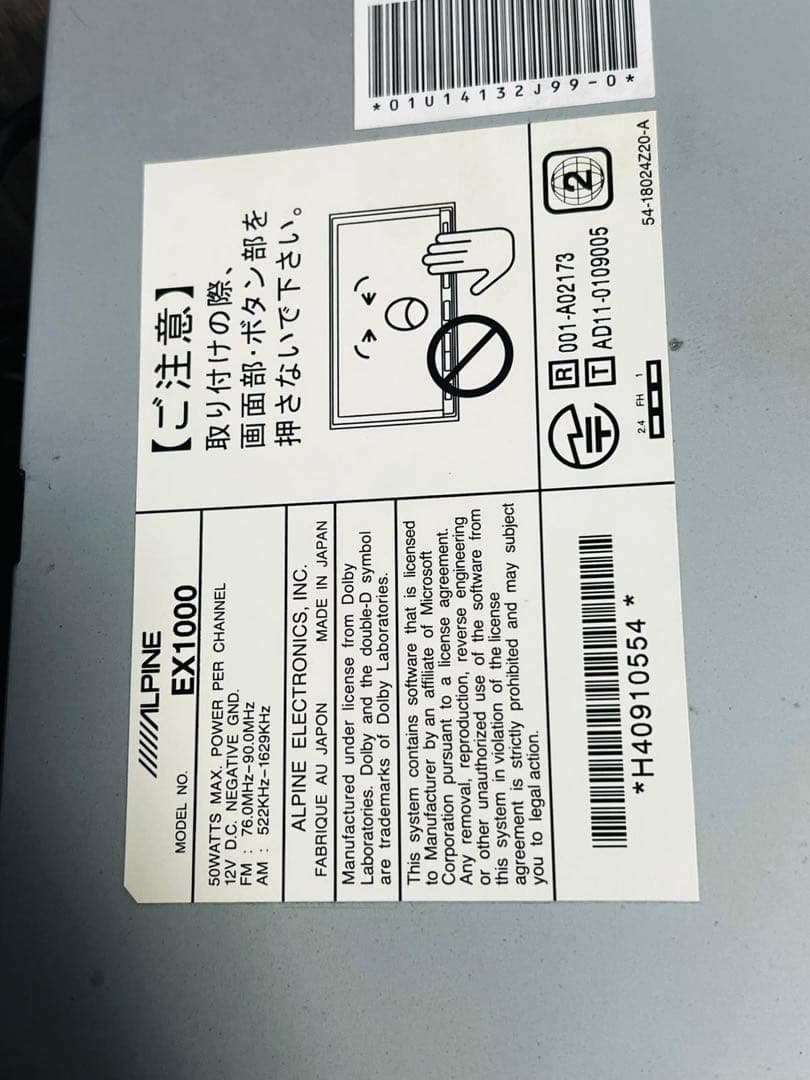 *01U14132J99-0*
【ご注意】
取り付けの際、
画面部・ボタン部を
押さないで下さい。
R 001-A02173
T AD11-0109005
2
2.4 FH 1
54-18024Z20-A
ALPINE
MODEL NO. EX1000
50WATTS MAX. POWER PER CHANNEL
12V D.C. NEGATIVE GND.
FM : 76.0MHz-90.0MHz
AM : 522KHz-1629KHz
ALPINE ELECTRONICS, INC.
FABRIQUE AU JAPON MADE IN JAPAN
Manufactured under license from Dolby
Laboratories. Dolby and the double-D symbol
are trademarks of Dolby Laboratories.
This system contains software that is licensed
to Manufacturer by an affiliate of Microsoft
Corporation pursuant to a license agreement.
Any removal, reproduction, reverse engineering
or other unauthorized use of the software from
this system in violation of the license
agreement is strictly prohibited and may subject
you to legal action.
*H40910554*